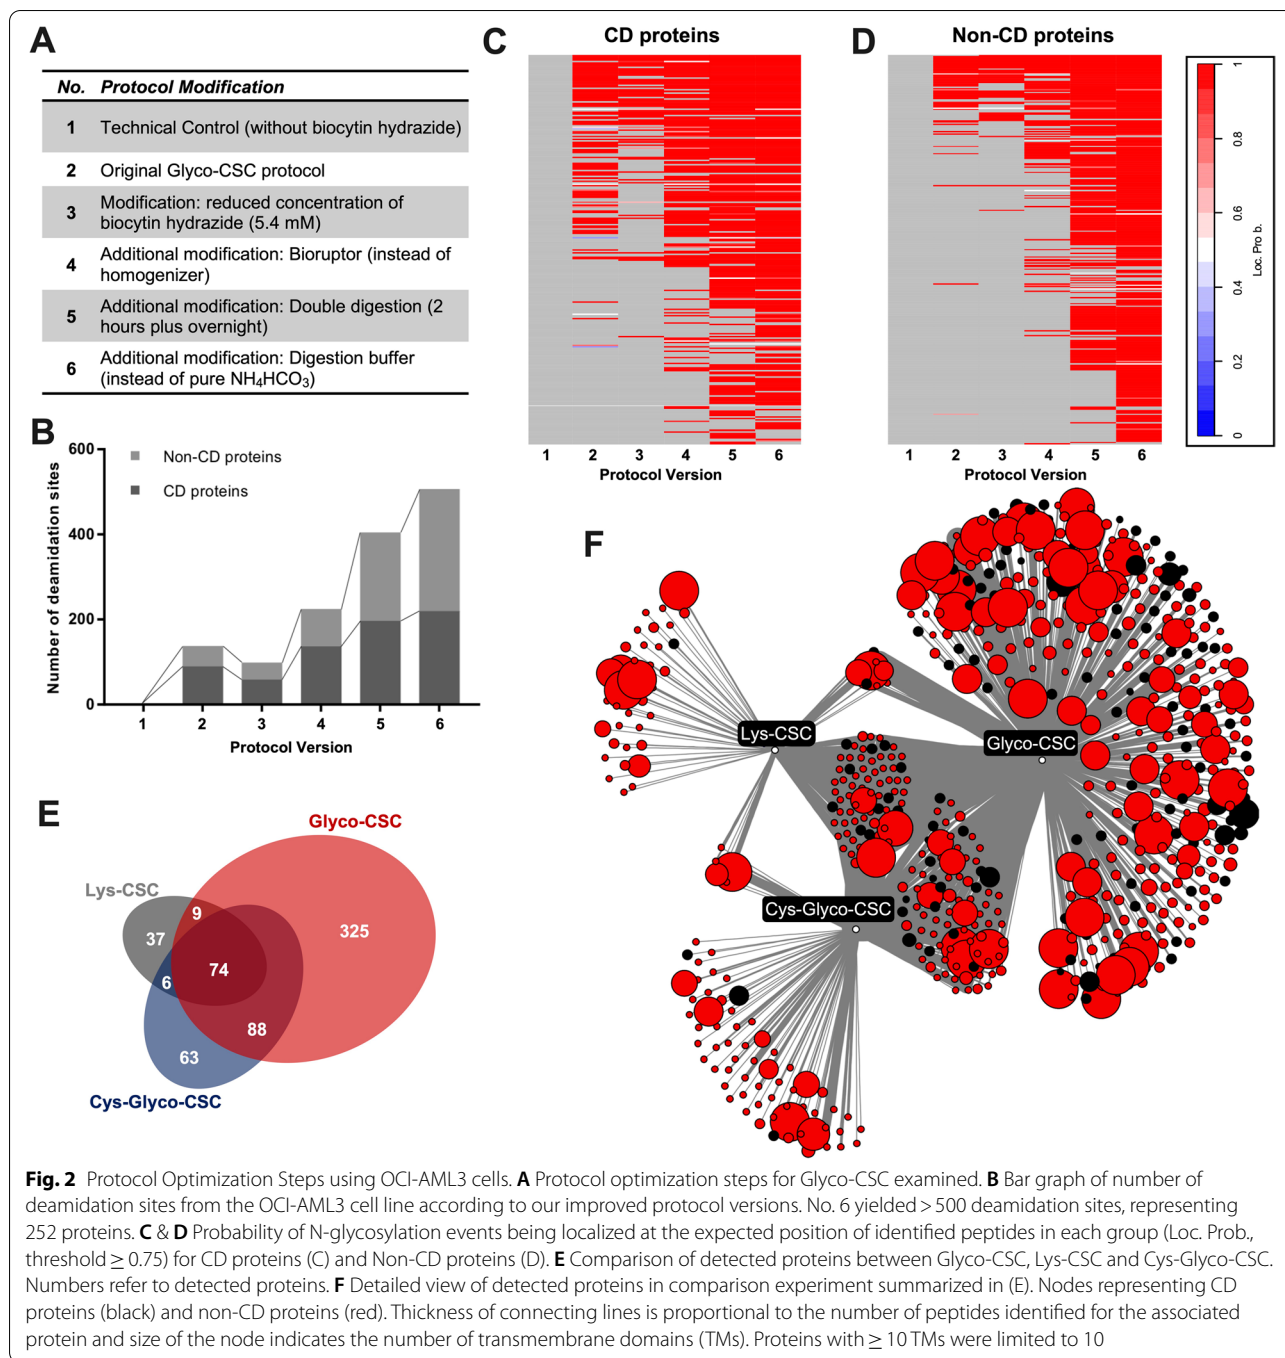 A
No. Protocol Modification
1 Technical Control (without biocytin hydrazide)
2 Original Glyco-CSC protocol
3 Modification: reduced concentration of
biocytin hydrazide (5.4 mM)
4 Additional modification: Bioruptor (instead of
homogenizer)
5 Additional modification: Double digestion (2
hours plus overnight)
6 Additional modification: Digestion buffer
(instead of pure NH₄HCO₃)
B
Number of deamidation sites
600
400
200
0
Non-CD proteins
CD proteins
1 2 3 4 5 6
Protocol Version
C
CD proteins
1 2 3 4 5 6
Protocol Version
D
Non-CD proteins
1 2 3 4 5 6
Protocol Version
1
0.8
0.6
0.4
0.2
0
Loc. Pro b.
E
Glyco-CSC
Lys-CSC
9
37
325
74
6
88
63
Cys-Glyco-CSC
F
Lys-CSC
Glyco-CSC
Cys-Glyco-CSC
Fig. 2 Protocol Optimization Steps using OCI-AML3 cells. A Protocol optimization steps for Glyco-CSC examined. B Bar graph of number of
deamidation sites from the OCI-AML3 cell line according to our improved protocol versions. No. 6 yielded > 500 deamidation sites, representing
252 proteins. C & D Probability of N-glycosylation events being localized at the expected position of identified peptides in each group (Loc. Prob.,
threshold ≥ 0.75) for CD proteins (C) and Non-CD proteins (D). E Comparison of detected proteins between Glyco-CSC, Lys-CSC and Cys-Glyco-CSC.
Numbers refer to detected proteins. F Detailed view of detected proteins in comparison experiment summarized in (E). Nodes representing CD
proteins (black) and non-CD proteins (red). Thickness of connecting lines is proportional to the number of peptides identified for the associated
protein and size of the node indicates the number of transmembrane domains (TMs). Proteins with ≥ 10 TMs were limited to 10